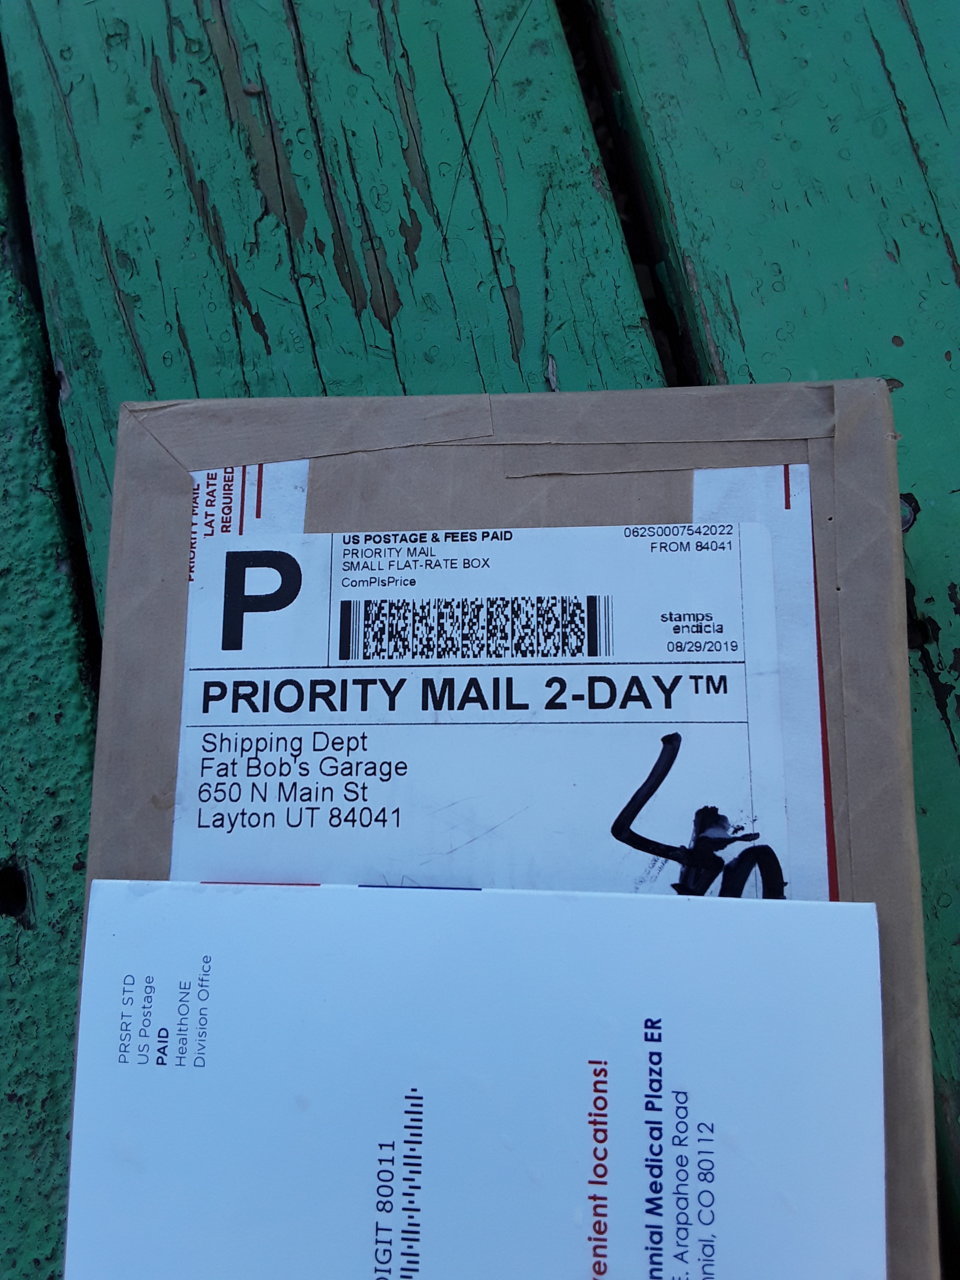 PRIORITY MAIL
LAT RATE
REQUIRED
P
US POSTAGE & FEES PAID
PRIORITY MAIL
SMALL FLAT-RATE BOX
ComPlsPrice
062S0007542022
FROM 84041
stamps
endicia
08/29/2019
PRIORITY MAIL 2-DAY™
Shipping Dept
Fat Bob's Garage
650 N Main St
Layton UT 84041
PRSRT STD
US Postage
PAID
HealthONE
Division Office
DIGIT 80011
venient locations!
nnial Medical Plaza ER
E. Arapahoe Road
nnial, CO 80112